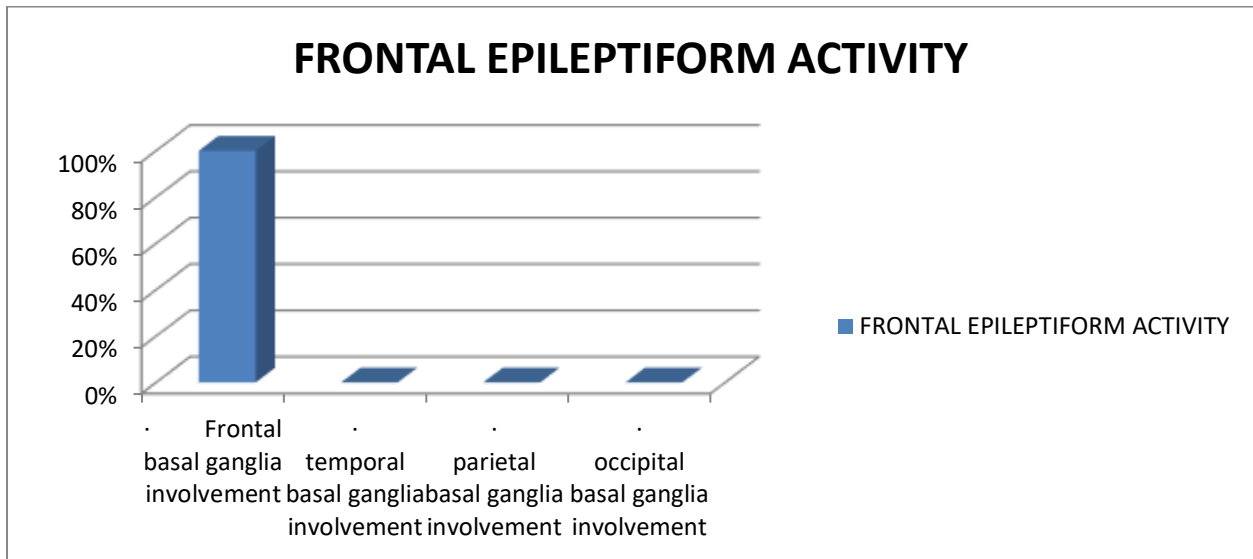 FRONTAL EPILEPTIFORM ACTIVITY
100%
80%
60%
40%
20%
0%
· Frontal
basal ganglia
involvement
·
temporal
basal ganglia
involvement
·
parietal
basal ganglia
involvement
·
occipital
basal ganglia
involvement
FRONTAL EPILEPTIFORM ACTIVITY